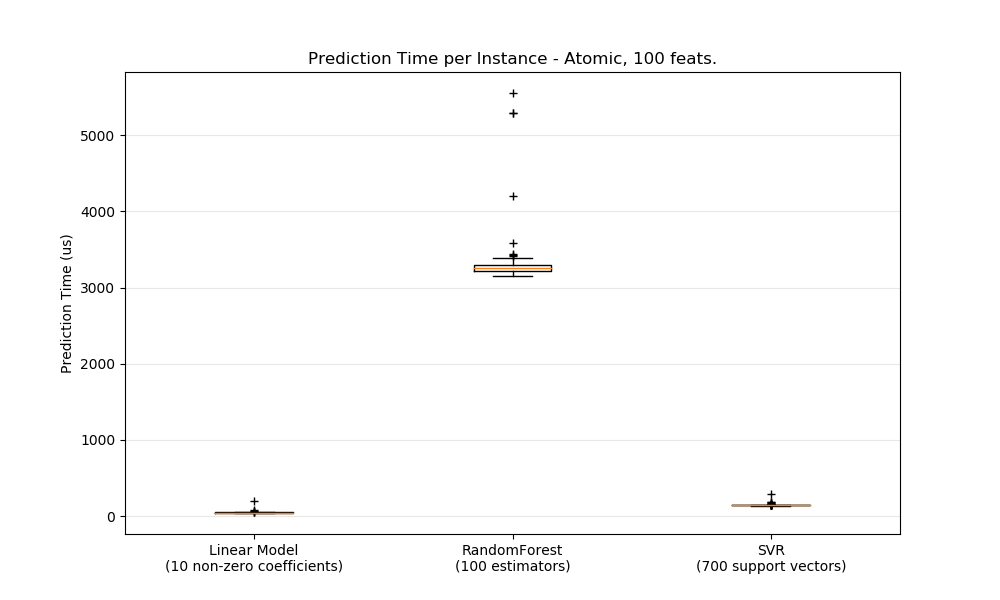 Prediction Time per Instance - Atomic, 100 feats.
Prediction Time (us)
5000
4000
3000
2000
1000
0
Linear Model
(10 non-zero coefficients)
RandomForest
(100 estimators)
SVR
(700 support vectors)